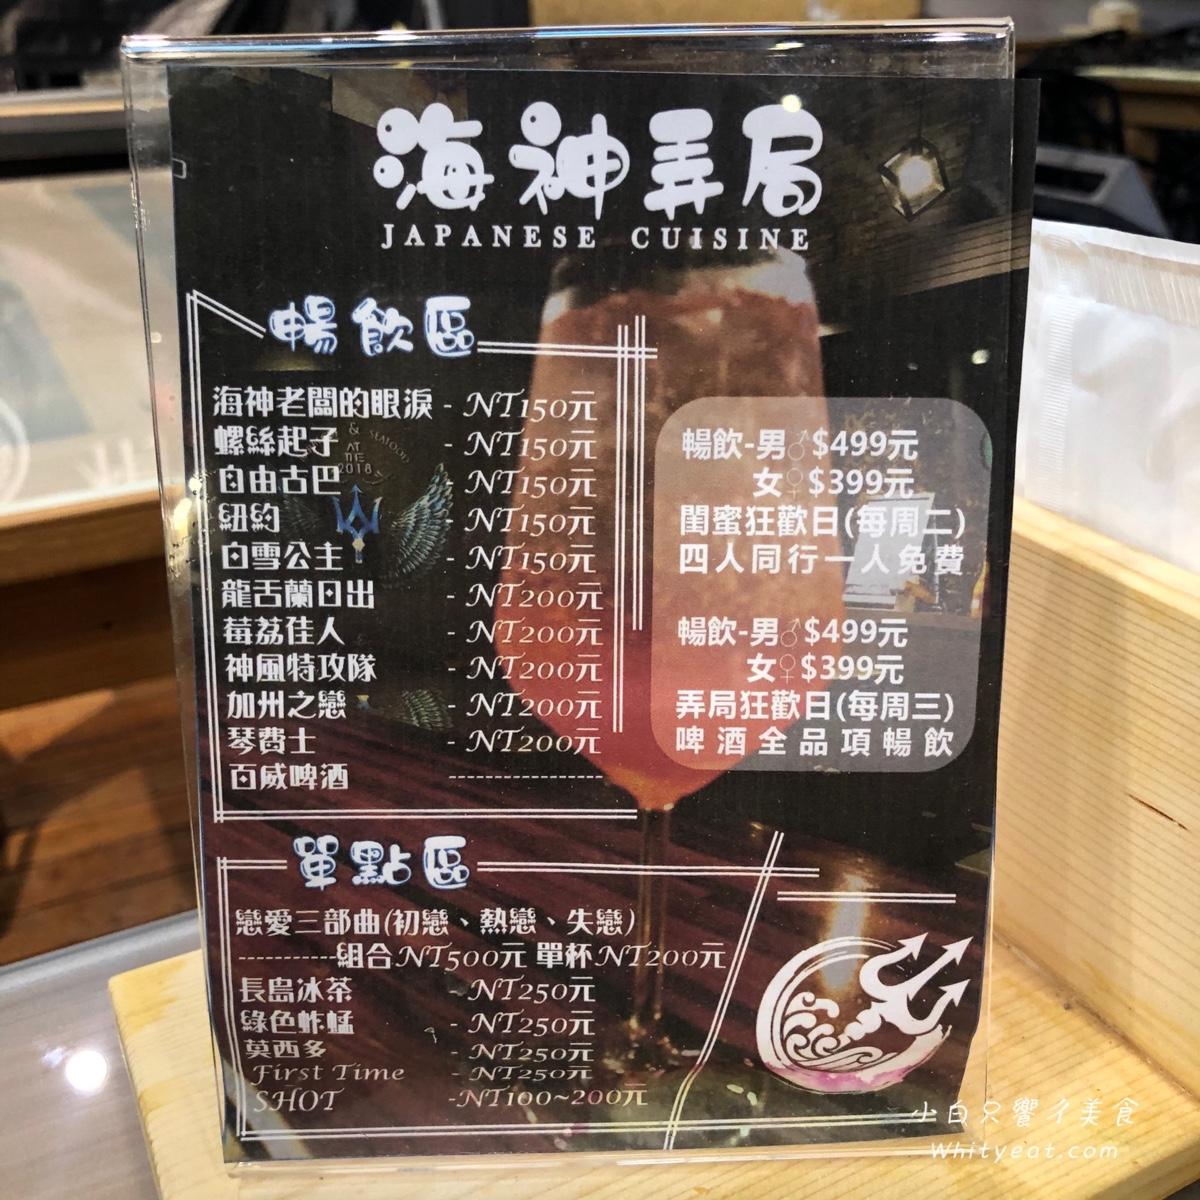 海神弄局
JAPANESE CUISINE
暢飲區
海神老闆的眼淚 - NT150元
螺絲起子 - NT150元
自由古巴 - NT150元
紐約 - NT150元
白雪公主 - NT150元
龍舌蘭日出 - NT200元
莓荔佳人 - NT200元
神風特攻隊 - NT200元
加州之戀 - NT200元
琴費士 - NT200元
百威啤酒 -----------------
暢飲-男♂$499元
女♀$399元
閨蜜狂歡日(每周二)
四人同行一人免費
暢飲-男♂$499元
女♀$399元
弄局狂歡日(每周三)
啤酒全品項暢飲
單點區
戀愛三部曲(初戀、熱戀、失戀)
-----------組合NT500元 單杯NT200元
長島冰茶 - NT250元
綠色蚱蜢 - NT250元
莫西多 - NT250元
First Time - NT250元
SHOT -NT100~200元
& SEAFOOD
2018
小白只饗ㄔ美食
Whityeat.com